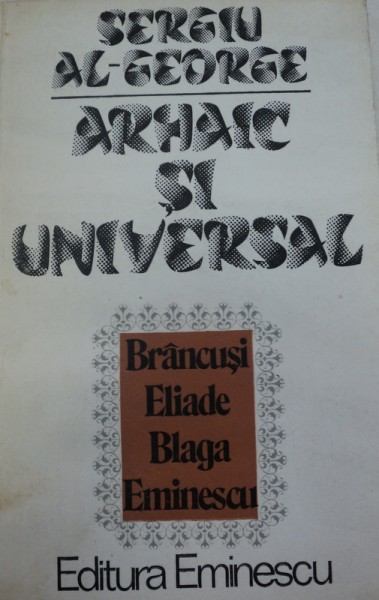 SERGIU
AL-GEORGE
ARHAIC
ȘI
UNIVERSAL
Brâncuși
Eliade
Blaga
Eminescu
Editura Eminescu